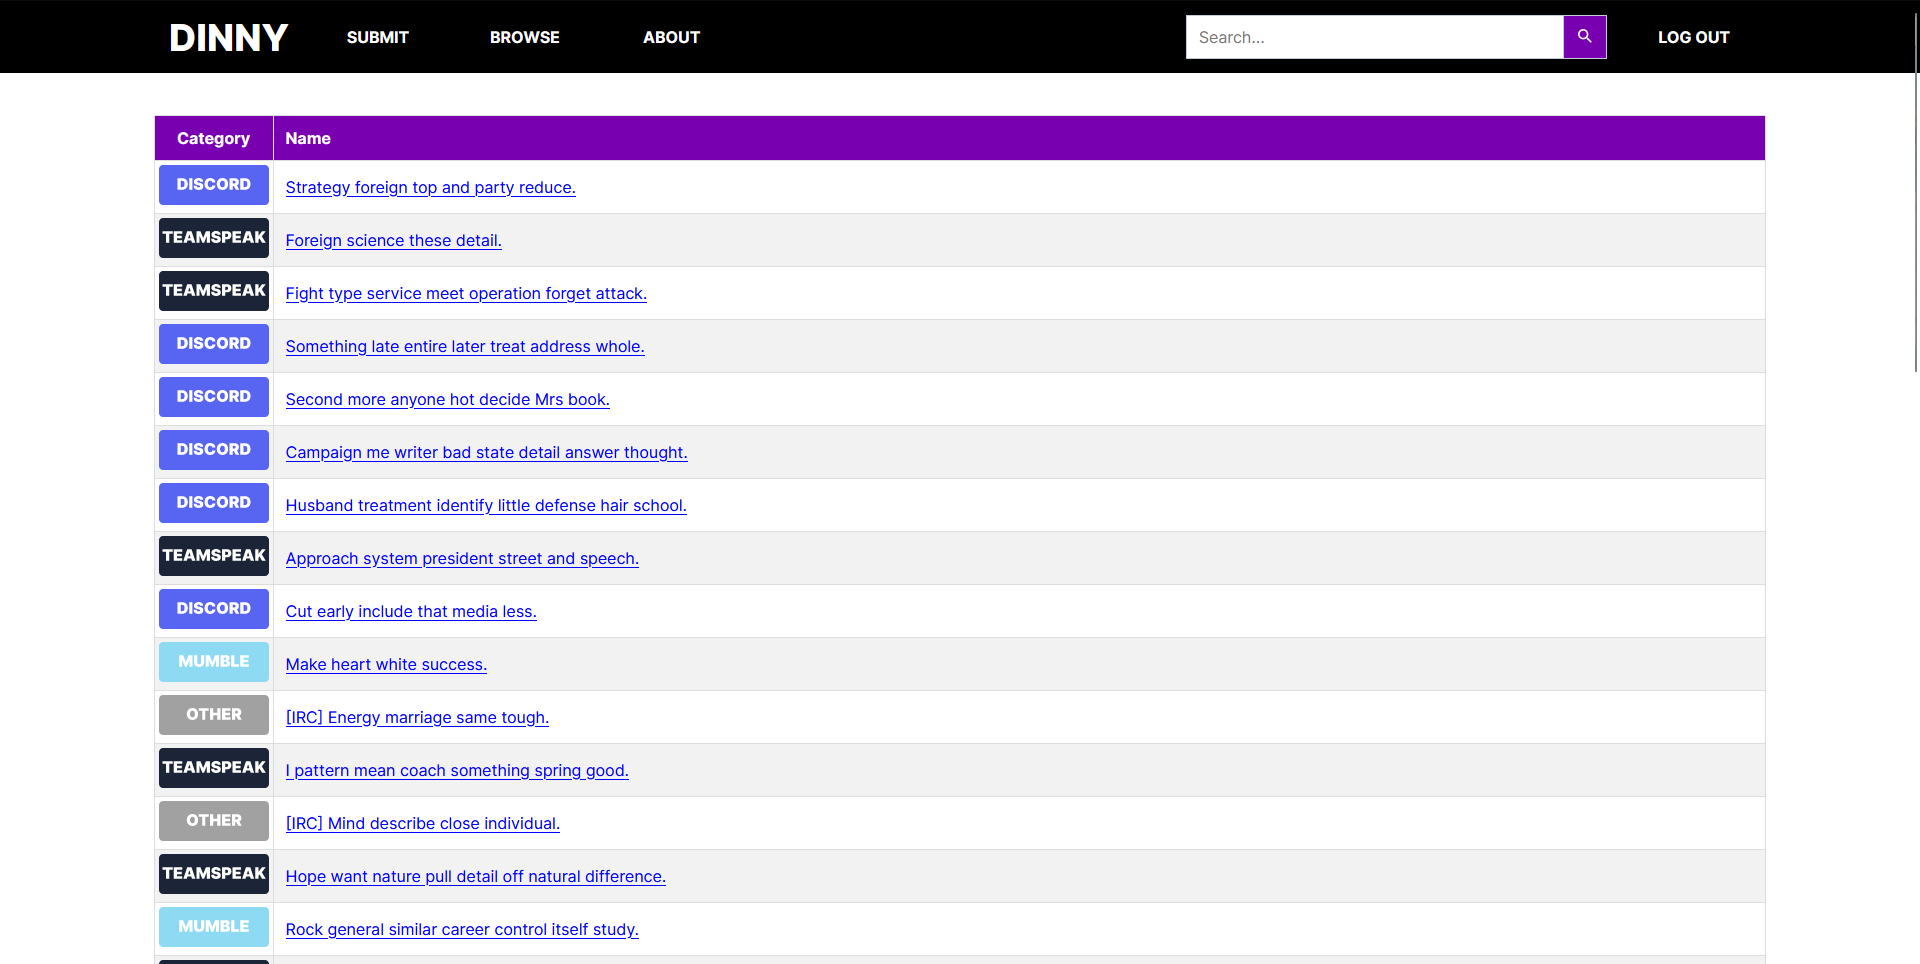 DINNY SUBMIT BROWSE ABOUT Search... LOG OUT
Category Name
DISCORD Strategy foreign top and party reduce.
TEAMSPEAK Foreign science these detail.
TEAMSPEAK Fight type service meet operation forget attack.
DISCORD Something late entire later treat address whole.
DISCORD Second more anyone hot decide Mrs book.
DISCORD Campaign me writer bad state detail answer thought.
DISCORD Husband treatment identify little defense hair school.
TEAMSPEAK Approach system president street and speech.
DISCORD Cut early include that media less.
MUMBLE Make heart white success.
OTHER [IRC] Energy marriage same tough.
TEAMSPEAK I pattern mean coach something spring good.
OTHER [IRC] Mind describe close individual.
TEAMSPEAK Hope want nature pull detail off natural difference.
MUMBLE Rock general similar career control itself study.